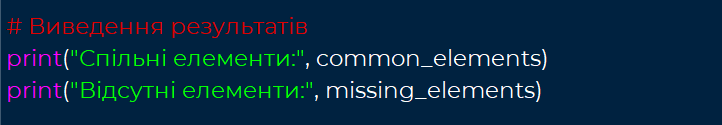 # Виведення результатів
print("Спільні елементи:", common_elements)
print("Відсутні елементи:", missing_elements)